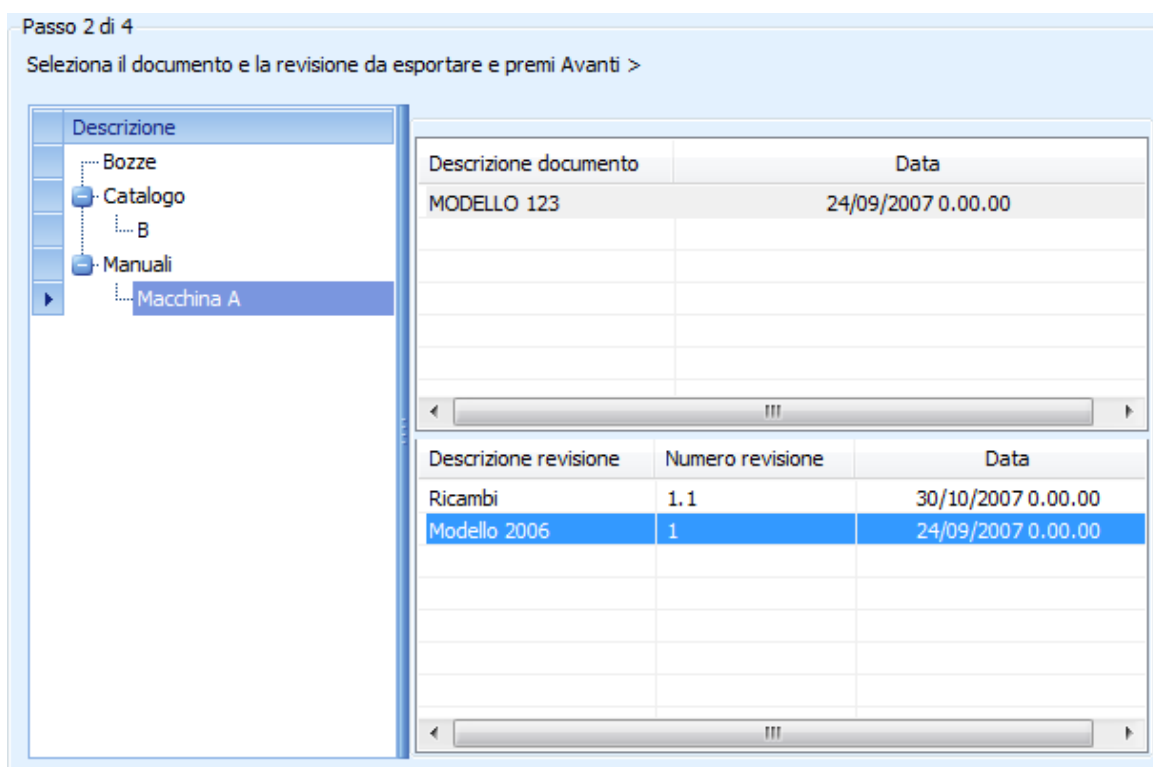 Passo 2 di 4
Seleziona il documento e la revisione da esportare e premi Avanti >
Descrizione
Bozze
Catalogo
B
Manuali
Macchina A
Descrizione documento Data
MODELLO 123 24/09/2007 0.00.00
Descrizione revisione Numero revisione Data
Ricambi 1.1 30/10/2007 0.00.00
Modello 2006 1 24/09/2007 0.00.00